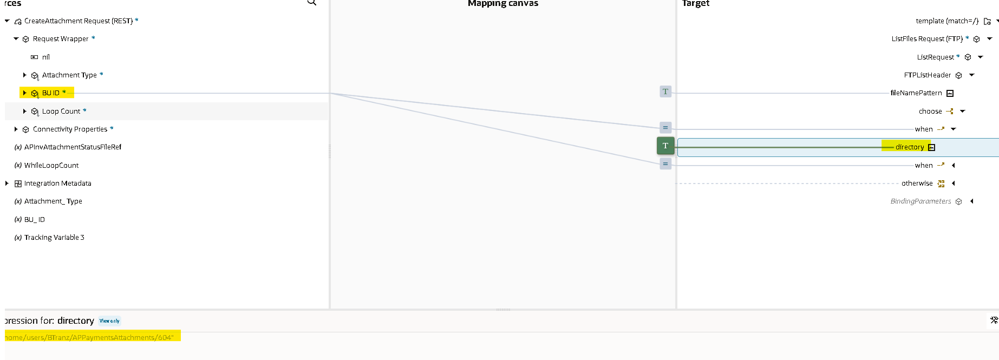 rces
Mapping canvas
Target
CreateAttachment Request (REST) *
template (match=/)
Request Wrapper *
ListFiles Request (FTP) *
nil
ListRequest *
Attachment Type *
FTPListHeader
BU ID *
T
fileNamePattern
Loop Count *
choose
Connectivity Properties *
=
when
(x) APInvAttachmentStatusFileRef
T
directory
(x) WhileLoopCount
=
when
Integration Metadata
otherwise
(x) Attachment_ Type
BindingParameters
(x) BU_ ID
(x) Tracking Variable 3
pression for: directory View only
home/users/BTranz/APPaymentsAttachments/604"